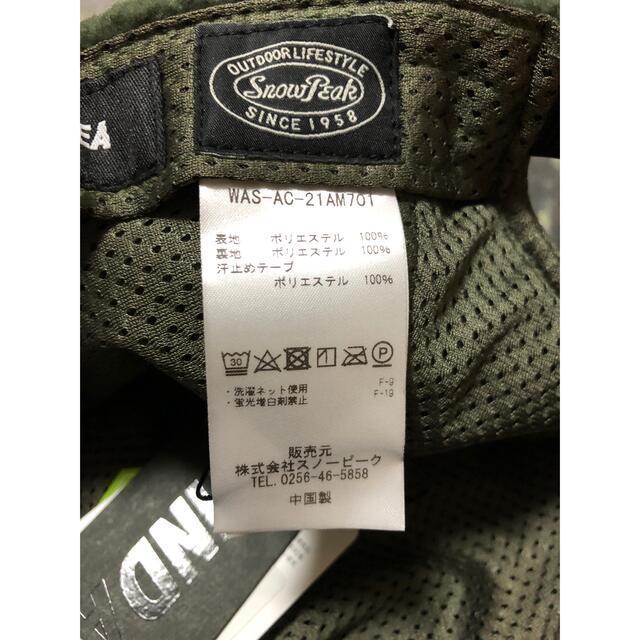 OUTDOOR LIFESTYLE
Snow Peak
SINCE 1958
EA
WAS-AC-21AM701
表地 ポリエステル 100%
裏地 ポリエステル 100%
汗止めテープ
ポリエステル 100%
30
P
・洗濯ネット使用 F-9
・蛍光増白剤禁止 F-19
販売元
株式会社スノーピーク
TEL.0256-46-5858
中国製
ND